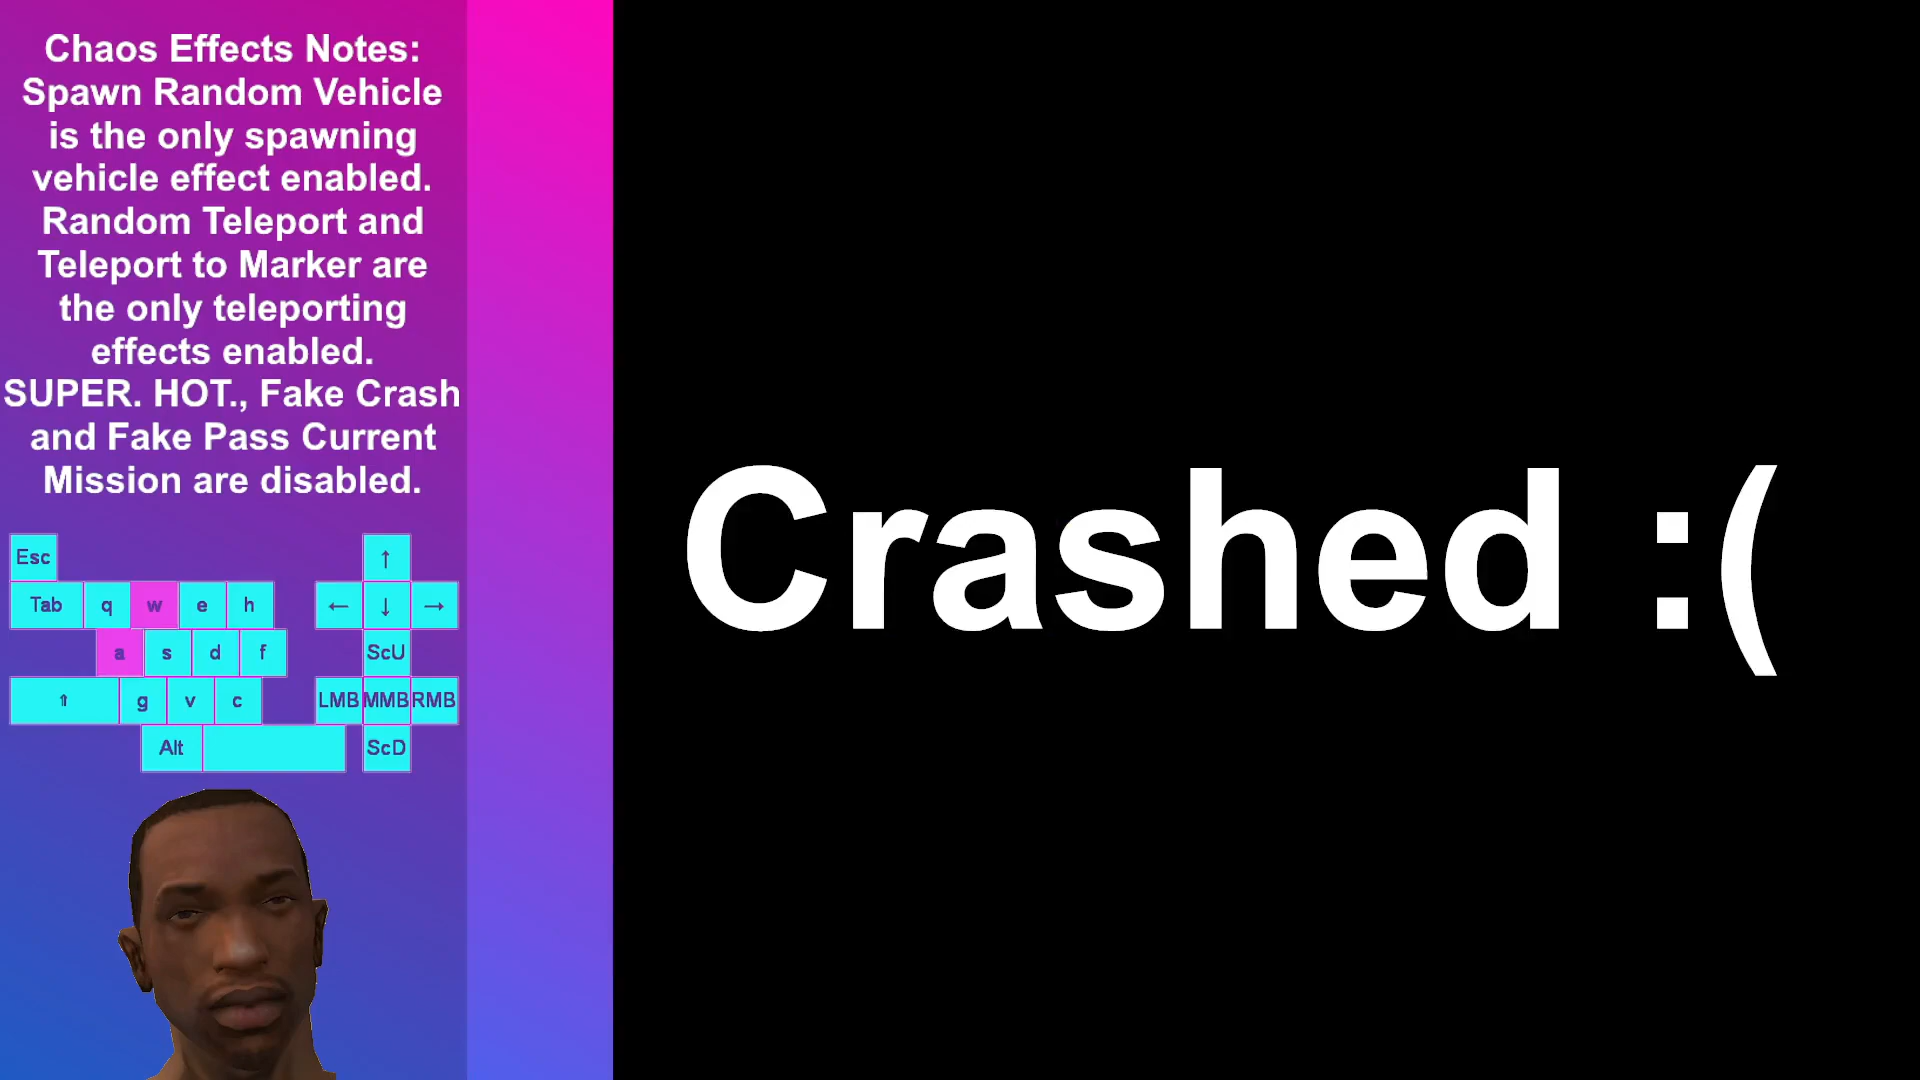 Chaos Effects Notes:
Spawn Random Vehicle
is the only spawning
vehicle effect enabled.
Random Teleport and
Teleport to Marker are
the only teleporting
effects enabled.
SUPER. HOT., Fake Crash
and Fake Pass Current
Mission are disabled.
Crashed :(
Esc ↑
Tab q w e h ← ↓ →
a s d f ScU
⇑ g v c LMB MMB RMB
Alt ScD